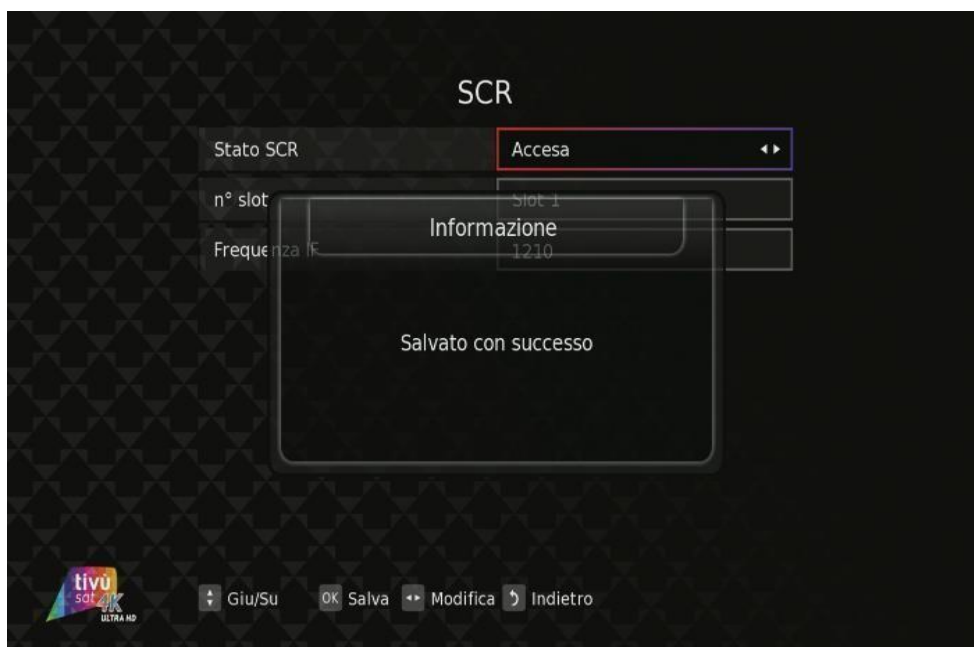 SCR
Stato SCR Accesa
n° slot Slot 1
Informazione
Frequenza IF 1210
Salvato con successo
tivù
sat 4K
ULTRA HD
Giu/Su OK Salva Modifica Indietro